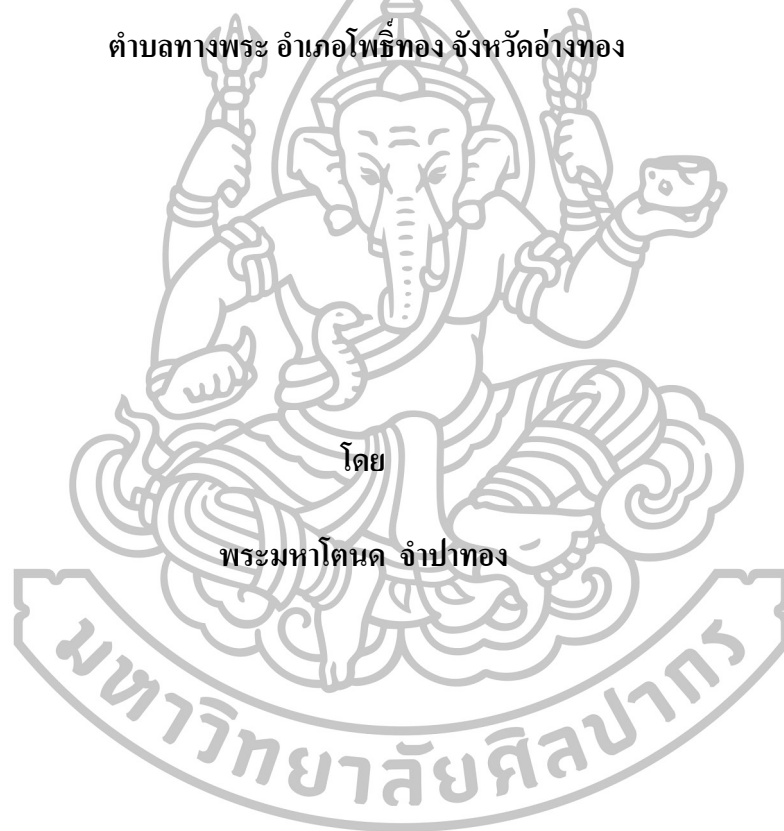 ตำบลทางพระ อำเภอโพธิ์ทอง จังหวัดอ่างทอง
โดย
พระมหาโตนด จำปาทอง
มหาวิทยาลัยศิลปากร